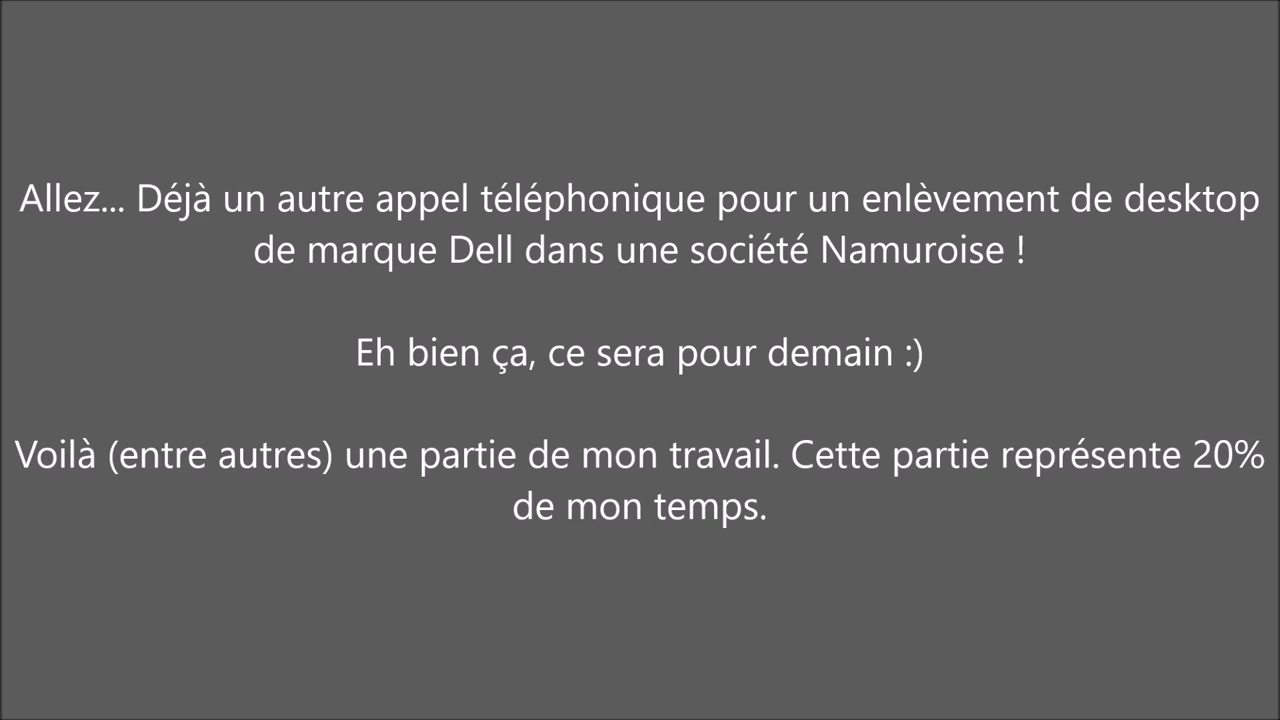 Allez... Déjà un autre appel téléphonique pour un enlèvement de desktop
de marque Dell dans une société Namuroise !
Eh bien ça, ce sera pour demain :)
Voilà (entre autres) une partie de mon travail. Cette partie représente 20%
de mon temps.